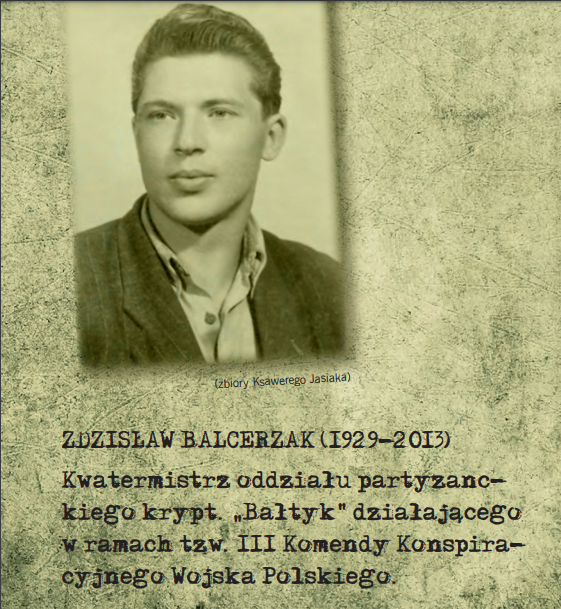 (zbiory Ksawerego Jasiaka)
ZDZISŁAW BALCERZAK (1929–2013)
Kwatermistrz oddziału partyzanc-
kiego krypt. „Bałtyk" działającego
w ramach tzw. III Komendy Konspira-
cyjnego Wojska Polskiego.